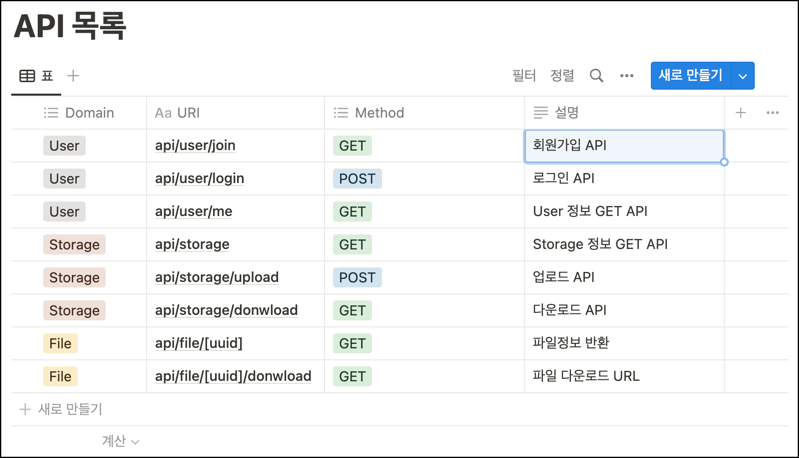 API 목록
표
필터 정렬 새로 만들기
Domain Aa URI Method 설명
User api/user/join GET 회원가입 API
User api/user/login POST 로그인 API
User api/user/me GET User 정보 GET API
Storage api/storage GET Storage 정보 GET API
Storage api/storage/upload POST 업로드 API
Storage api/storage/donwload GET 다운로드 API
File api/file/[uuid] GET 파일정보 반환
File api/file/[uuid]/donwload GET 파일 다운로드 URL
새로 만들기
계산